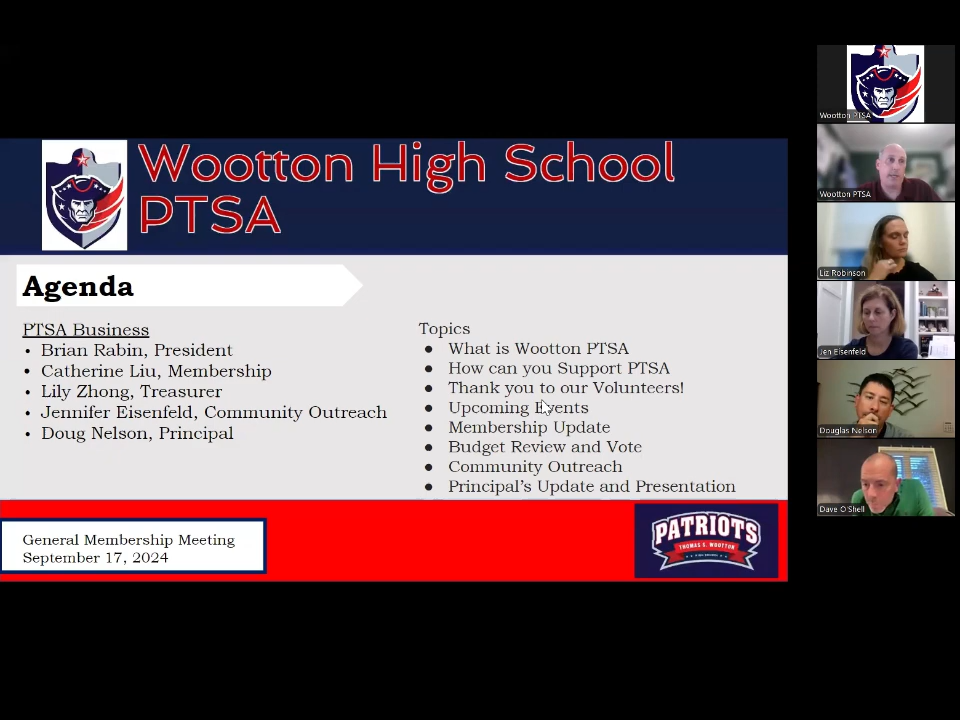 Wootton High School
PTSA
Agenda
PTSA Business
• Brian Rabin, President
• Catherine Liu, Membership
• Lily Zhong, Treasurer
• Jennifer Eisenfeld, Community Outreach
• Doug Nelson, Principal
Topics
● What is Wootton PTSA
● How can you Support PTSA
● Thank you to our Volunteers!
● Upcoming Events
● Membership Update
● Budget Review and Vote
● Community Outreach
● Principal's Update and Presentation
General Membership Meeting
September 17, 2024
PATRIOTS
THOMAS S. WOOTTON
Wootton PTSA
Wootton PTSA
Liz Robinson
Jen Eisenfeld
Douglas Nelson
Dave O'Shell